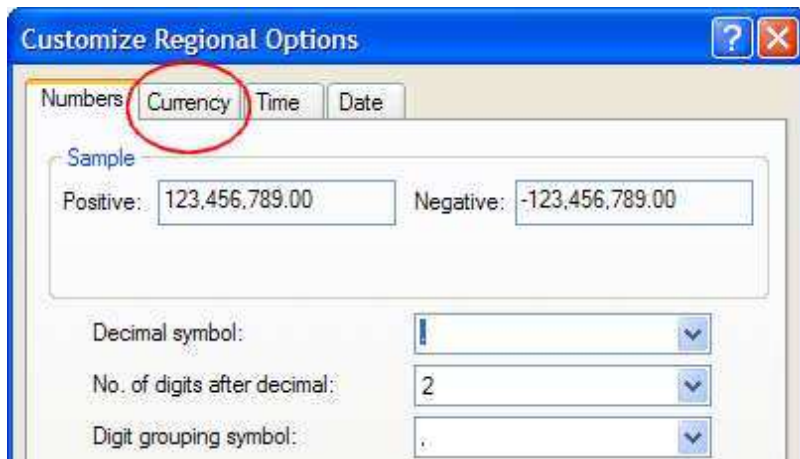 Customize Regional Options
Numbers Currency Time Date
Sample
Positive: 123,456,789.00 Negative: -123,456,789.00
Decimal symbol: .
No. of digits after decimal: 2
Digit grouping symbol: ,